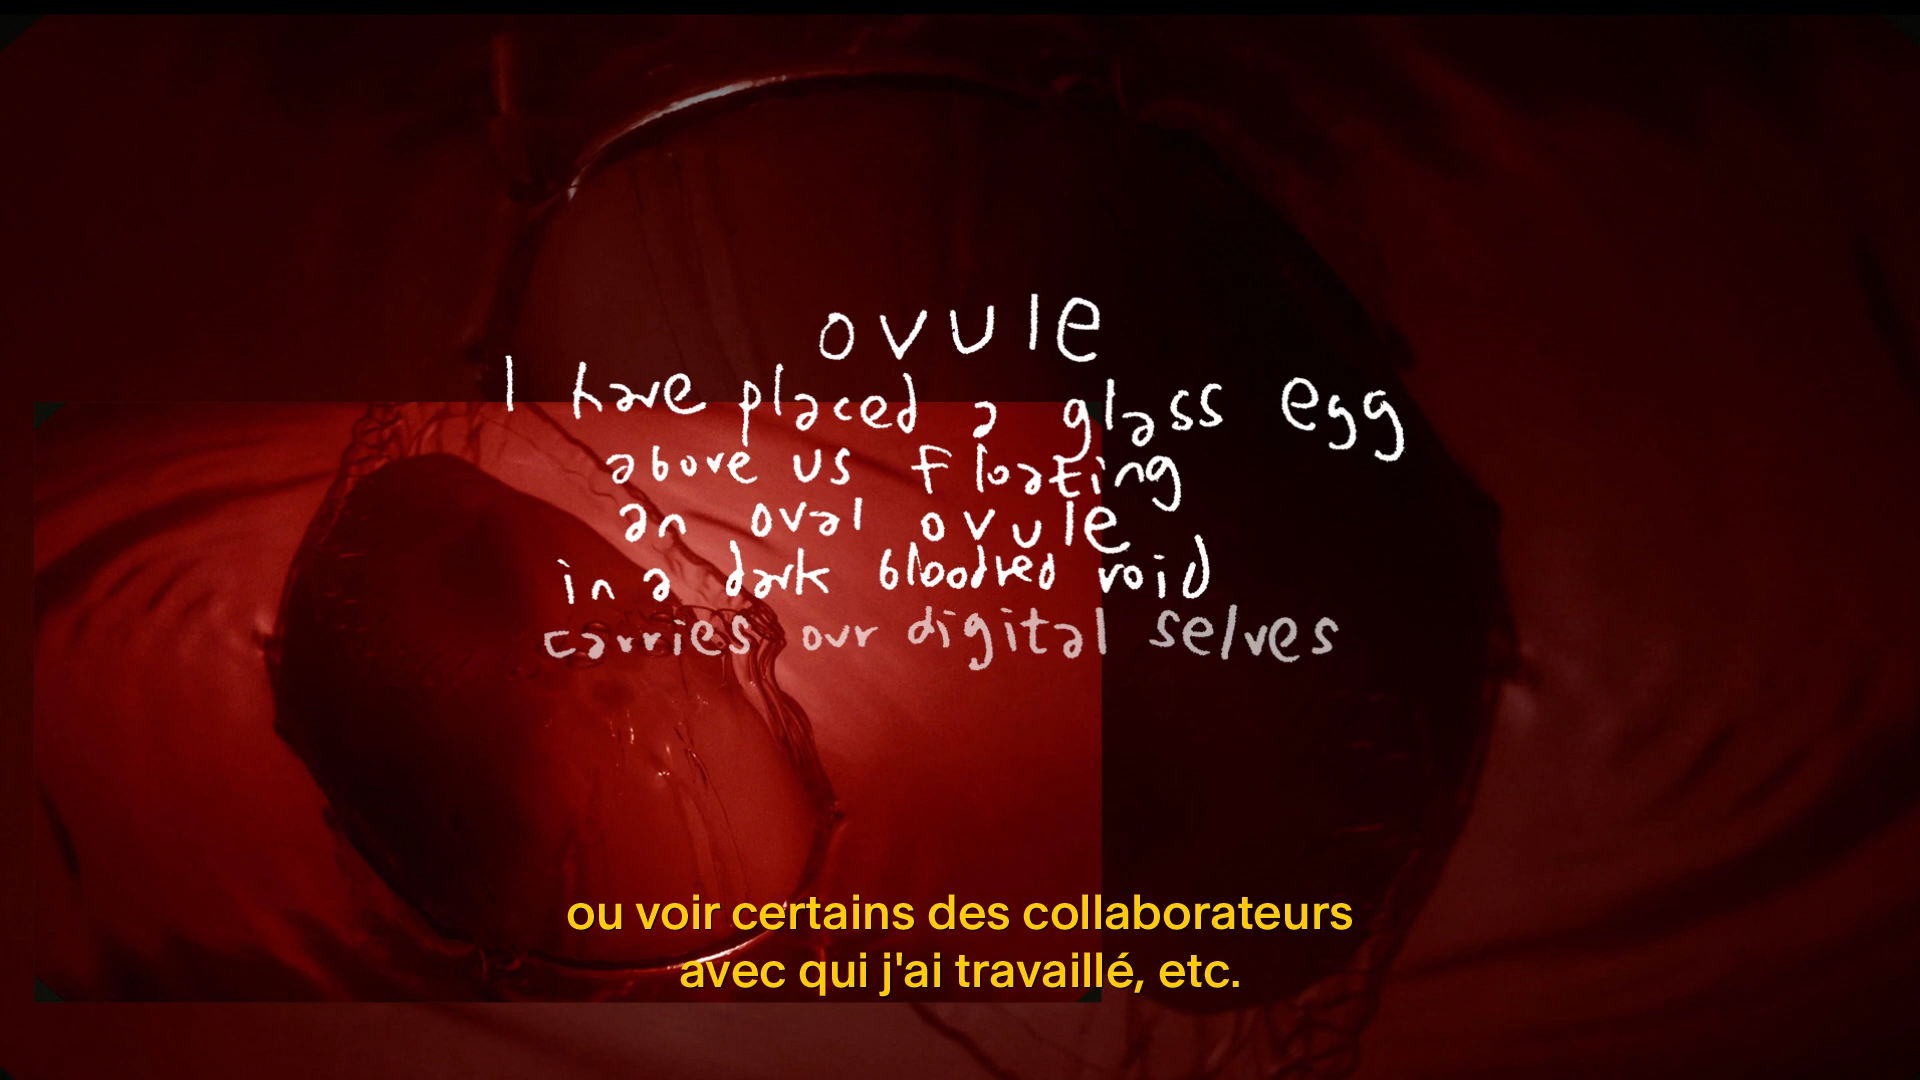 ovule
I have placed a glass egg
above us floating
an oval ovule
in a dark bloodred void
carries our digital selves
ou voir certains des collaborateurs
avec qui j'ai travaillé, etc.